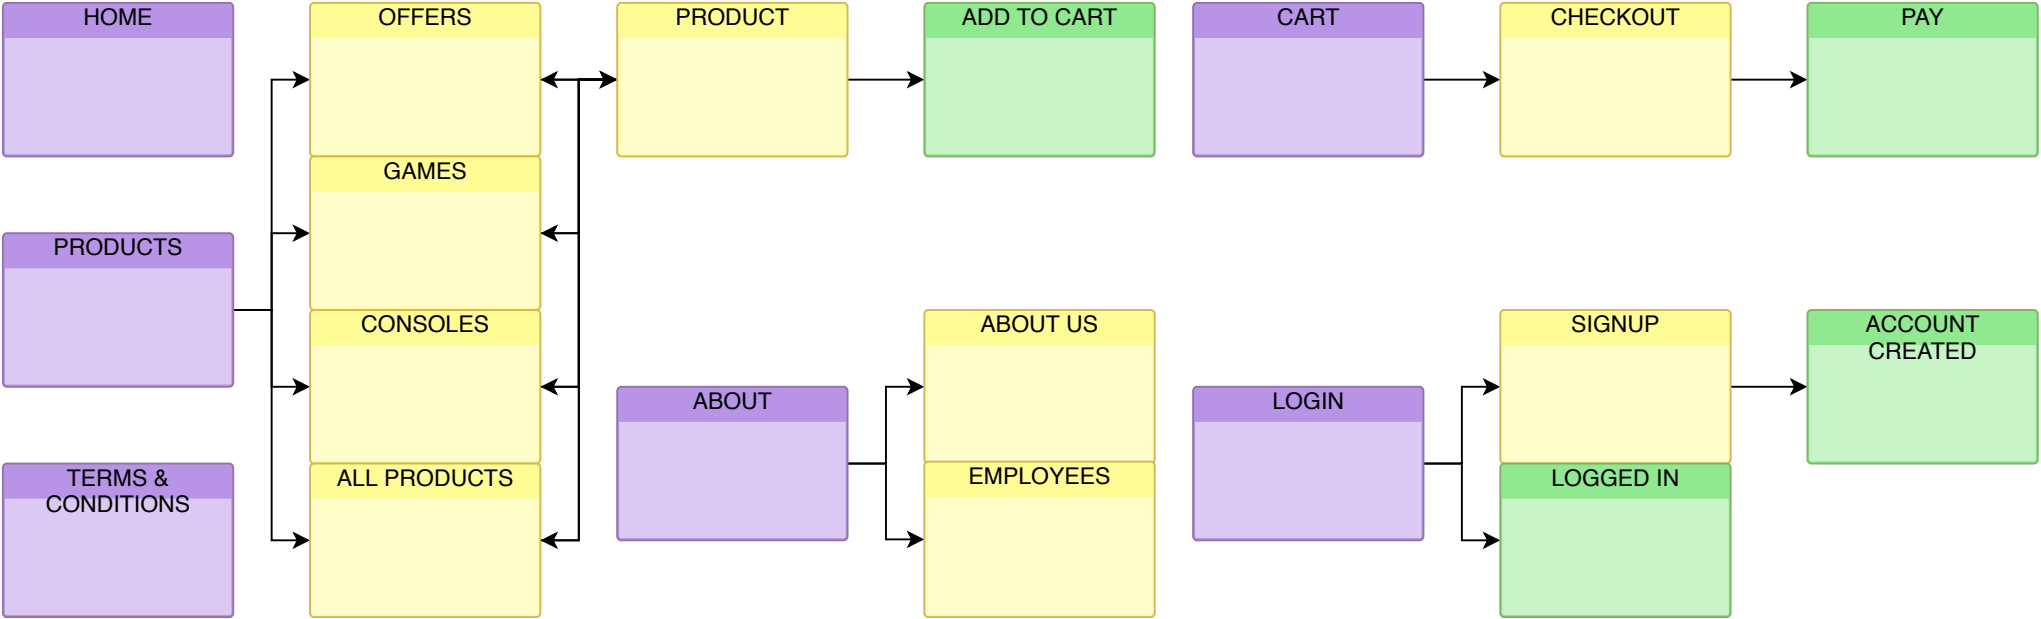 HOME
OFFERS
PRODUCT
ADD TO CART
CART
CHECKOUT
PAY
GAMES
PRODUCTS
CONSOLES
ABOUT US
SIGNUP
ACCOUNT
CREATED
ABOUT
LOGIN
TERMS &
CONDITIONS
ALL PRODUCTS
EMPLOYEES
LOGGED IN